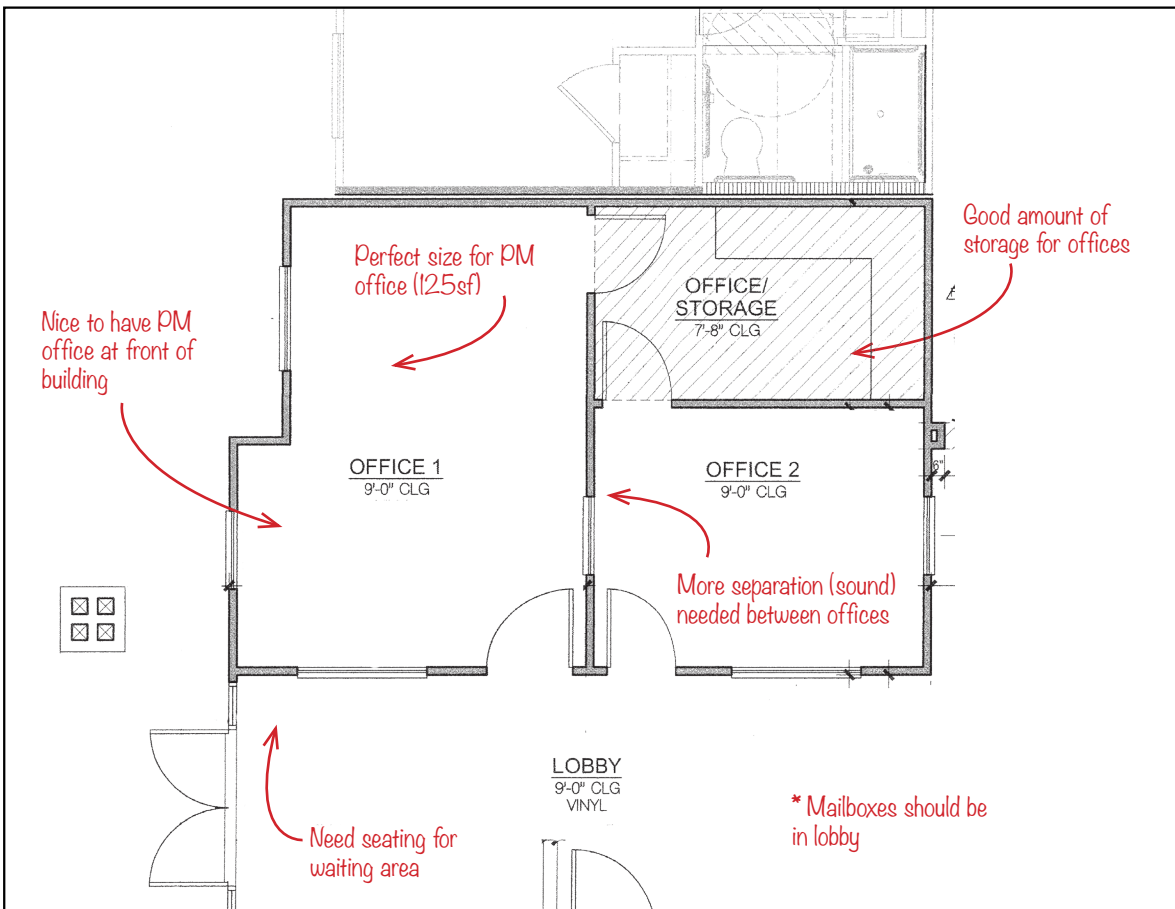 Good amount of
storage for offices
Perfect size for PM
office (125sf)
OFFICE/
STORAGE
7'-8" CLG
Nice to have PM
office at front of
building
OFFICE 1
9'-0" CLG
OFFICE 2
9'-0" CLG
6"
More separation (sound)
needed between offices
LOBBY
9'-0" CLG
VINYL
* Mailboxes should be
in lobby
Need seating for
waiting area